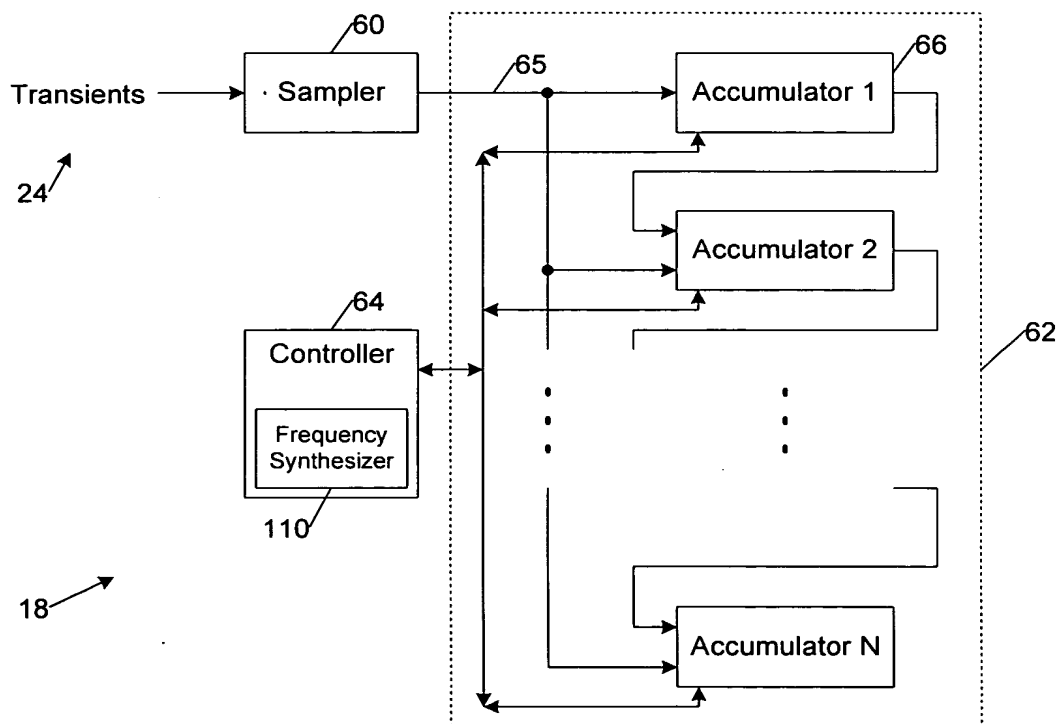 60
65
66
Transients
Sampler
Accumulator 1
24
Accumulator 2
64
62
Controller
Frequency
Synthesizer
110
18
Accumulator N